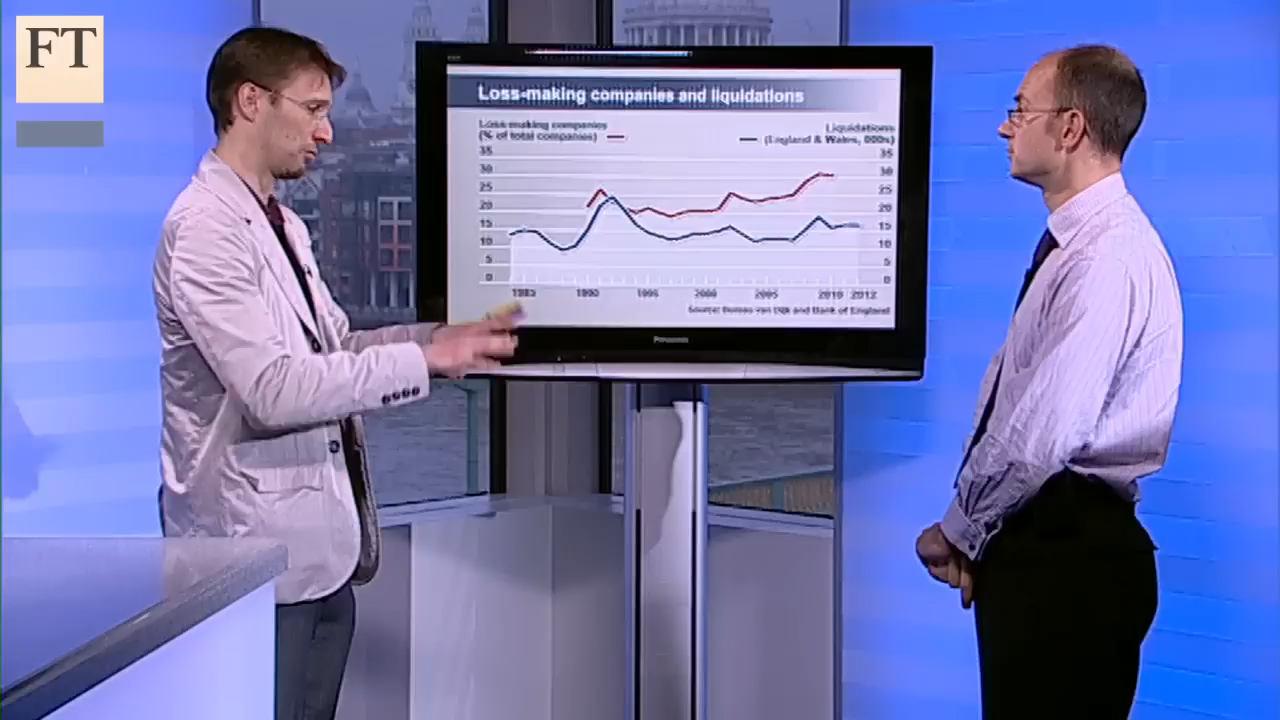 FT
Loss-making companies and liquidations
Loss-making companies
(% of total companies)
Liquidations
(England & Wales, 000s)
35 35
30 30
25 25
20 20
15 15
10 10
5 5
0 0
1985 1990 1995 2000 2005 2010 2012
Source: Bureau van Dijk and Bank of England
Panasonic